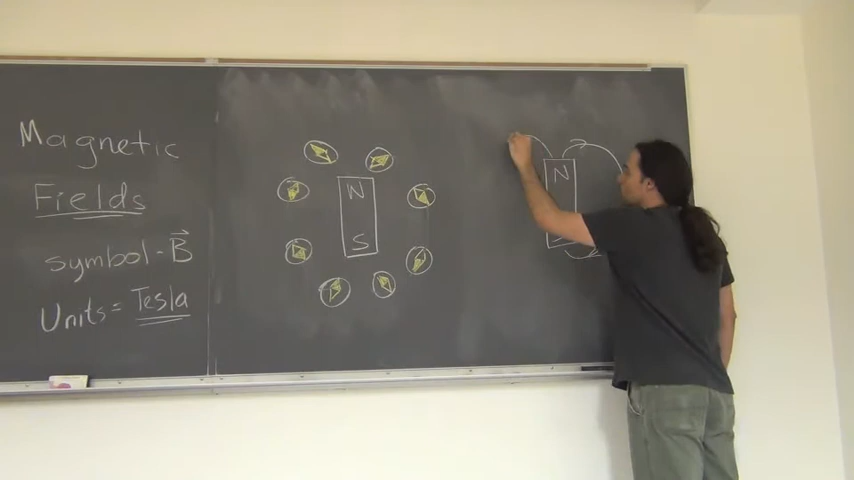 Magnetic
Fields
symbol - B
Units = Tesla
N
S
N